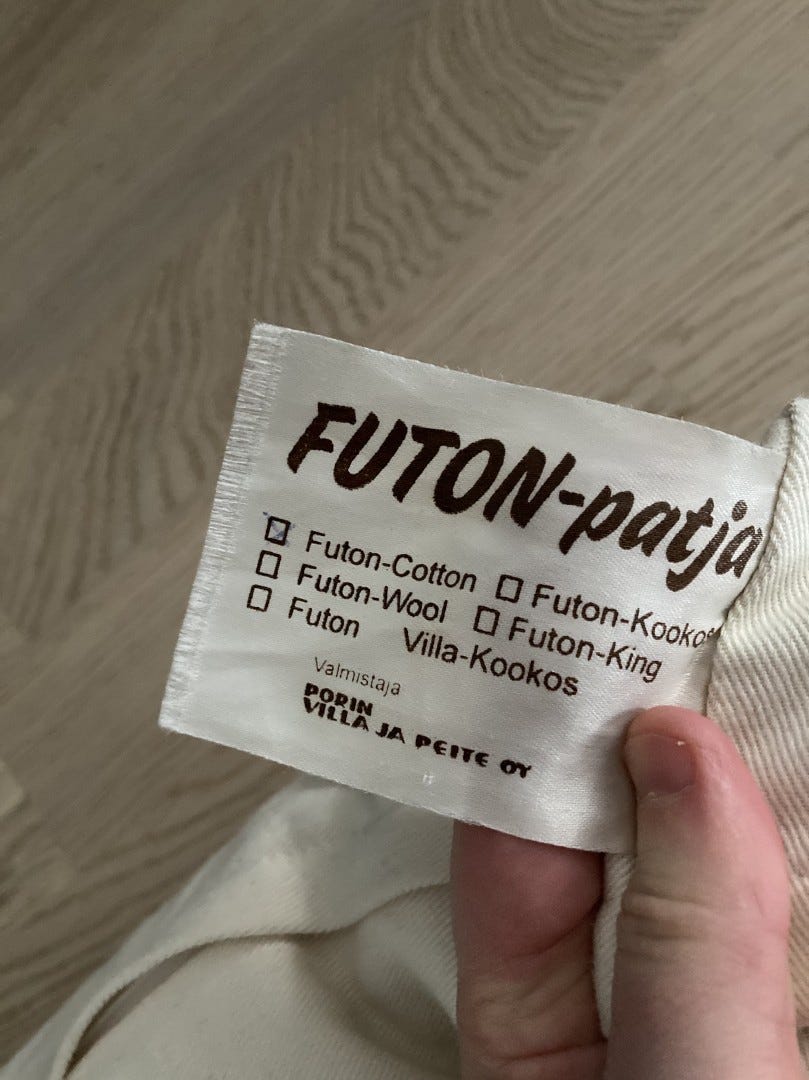 FUTON-patja
☒ Futon-Cotton ☐ Futon-Kookos
☐ Futon-Wool ☐ Futon-King
☐ Futon Villa-Kookos
Valmistaja
PORIN
VILLA JA PEITE OY